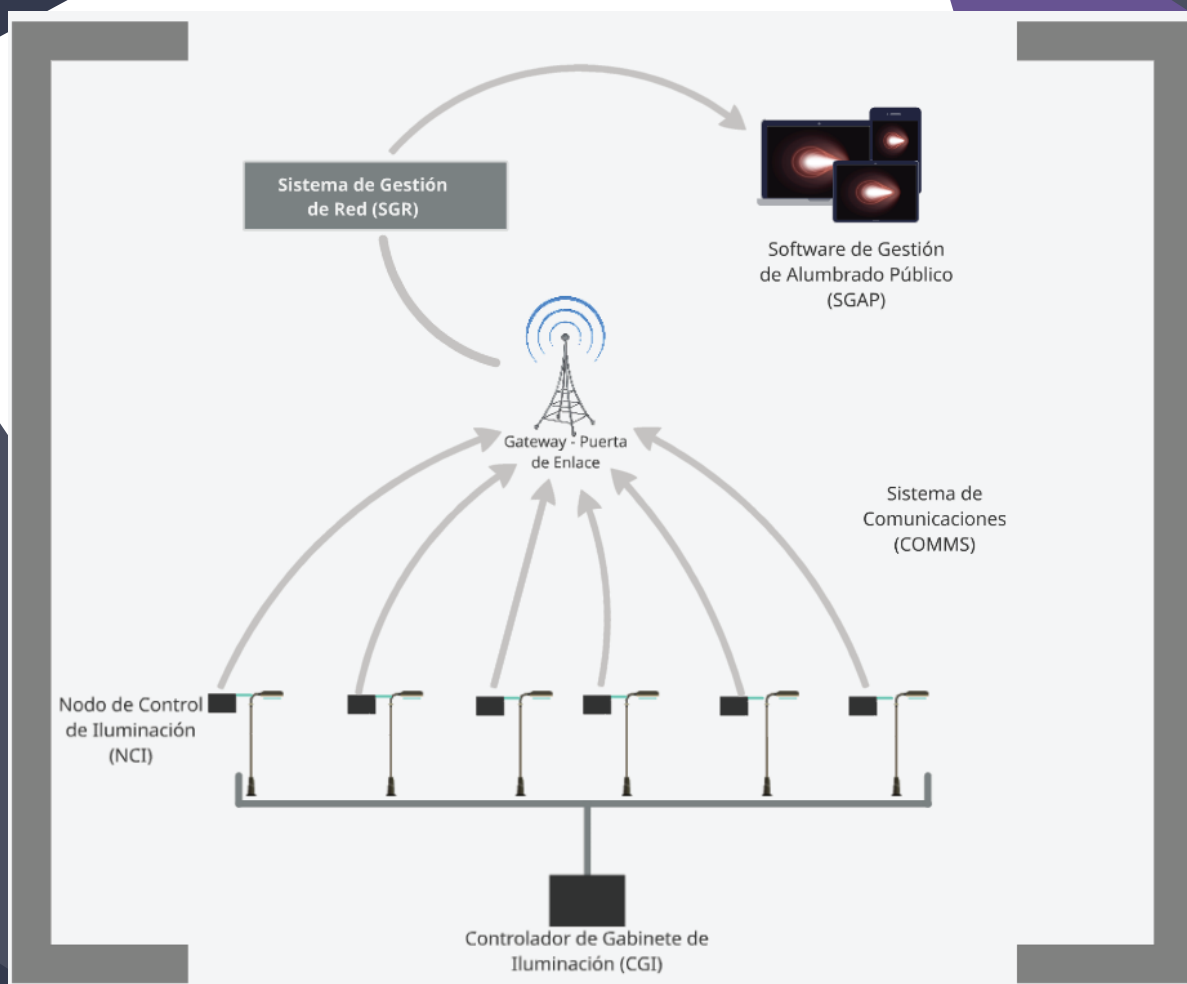 Sistema de Gestión
de Red (SGR)
Software de Gestión
de Alumbrado Público
(SGAP)
Gateway - Puerta
de Enlace
Sistema de
Comunicaciones
(COMMS)
Nodo de Control
de Iluminación
(NCI)
Controlador de Gabinete de
Iluminación (CGI)